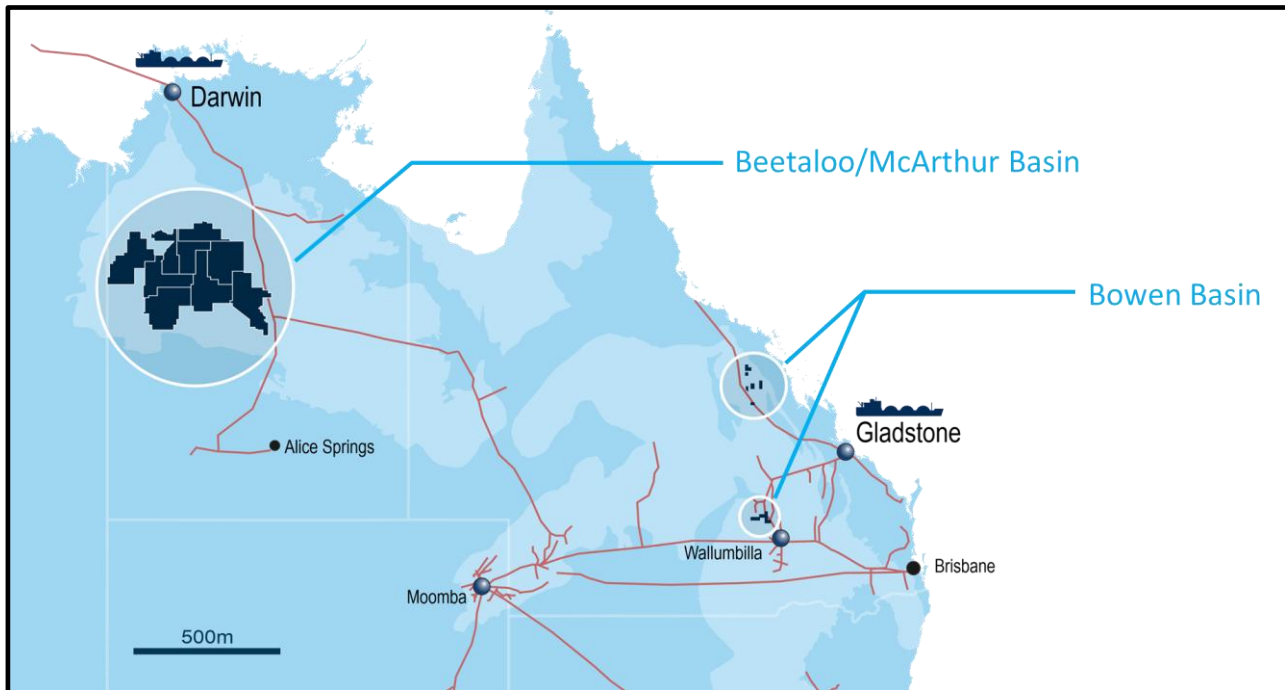 Darwin
Beetaloo/McArthur Basin
Bowen Basin
Gladstone
Alice Springs
Wallumbilla
Brisbane
Moomba
500m